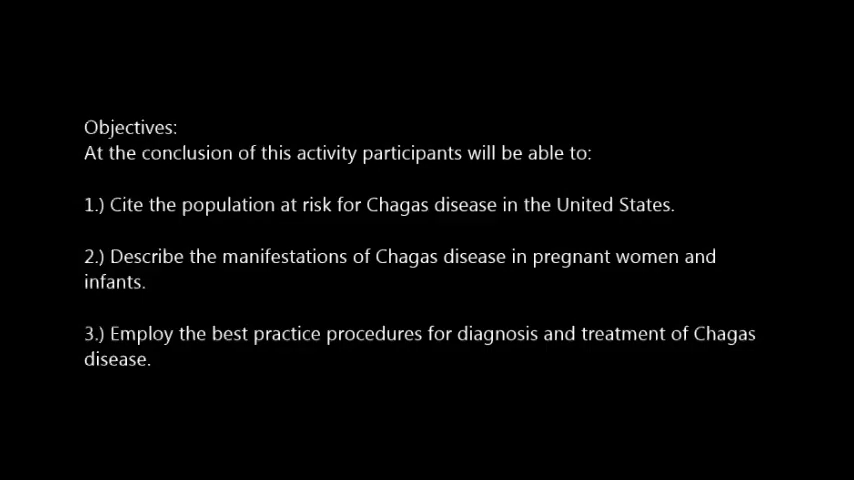 Objectives:
At the conclusion of this activity participants will be able to:
1.) Cite the population at risk for Chagas disease in the United States.
2.) Describe the manifestations of Chagas disease in pregnant women and
infants.
3.) Employ the best practice procedures for diagnosis and treatment of Chagas
disease.